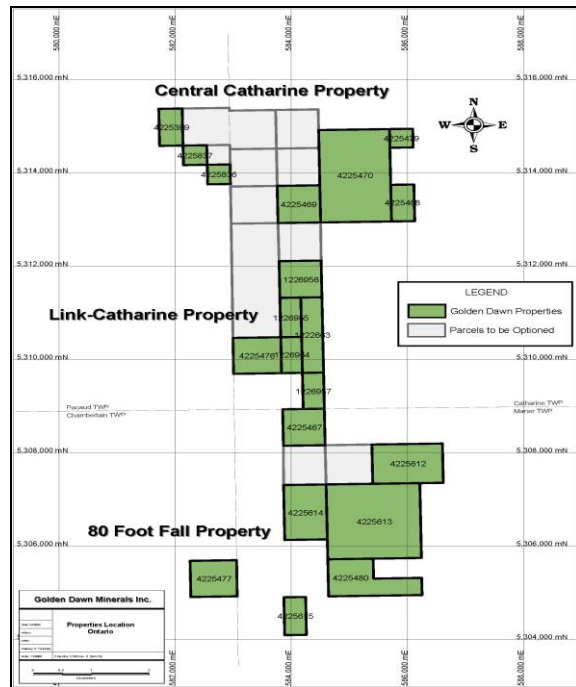 580,000 mE
582,000 mE
584,000 mE
586,000 mE
588,000 mE
5,316,000 mN
5,316,000 mN
Central Catharine Property
N
W E
S
4225399
4225479
4225837
4225836
4225470
5,314,000 mN
5,314,000 mN
4225469
4225468
5,312,000 mN
5,312,000 mN
1226956
LEGEND
Golden Dawn Properties
Parcels to be Optioned
Link-Catharine Property
1226955
1222663
5,310,000 mN
5,310,000 mN
4225476
1226954
1226957
Pacaud TWP
Catharine TWP
Chamberlain TWP
Marter TWP
4225467
5,308,000 mN
5,308,000 mN
4225612
4225614
4225613
80 Foot Fall Property
5,306,000 mN
5,306,000 mN
4225477
4225480
Golden Dawn Minerals Inc.
4225615
Properties Location
Ontario
5,304,000 mN
582,000 mE
584,000 mE
586,000 mE
588,000 mE